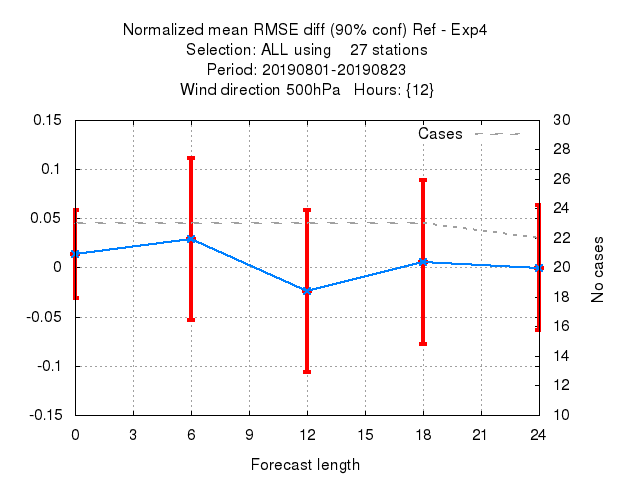 Normalized mean RMSE diff (90% conf) Ref - Exp4
Selection: ALL using    27 stations
Period: 20190801-20190823
Wind direction 500hPa   Hours: {12}
Cases
0.15
0.1
0.05
0
-0.05
-0.1
-0.15
30
28
26
24
22
20
18
16
14
12
10
No cases
0 3 6 9 12 15 18 21 24
Forecast length